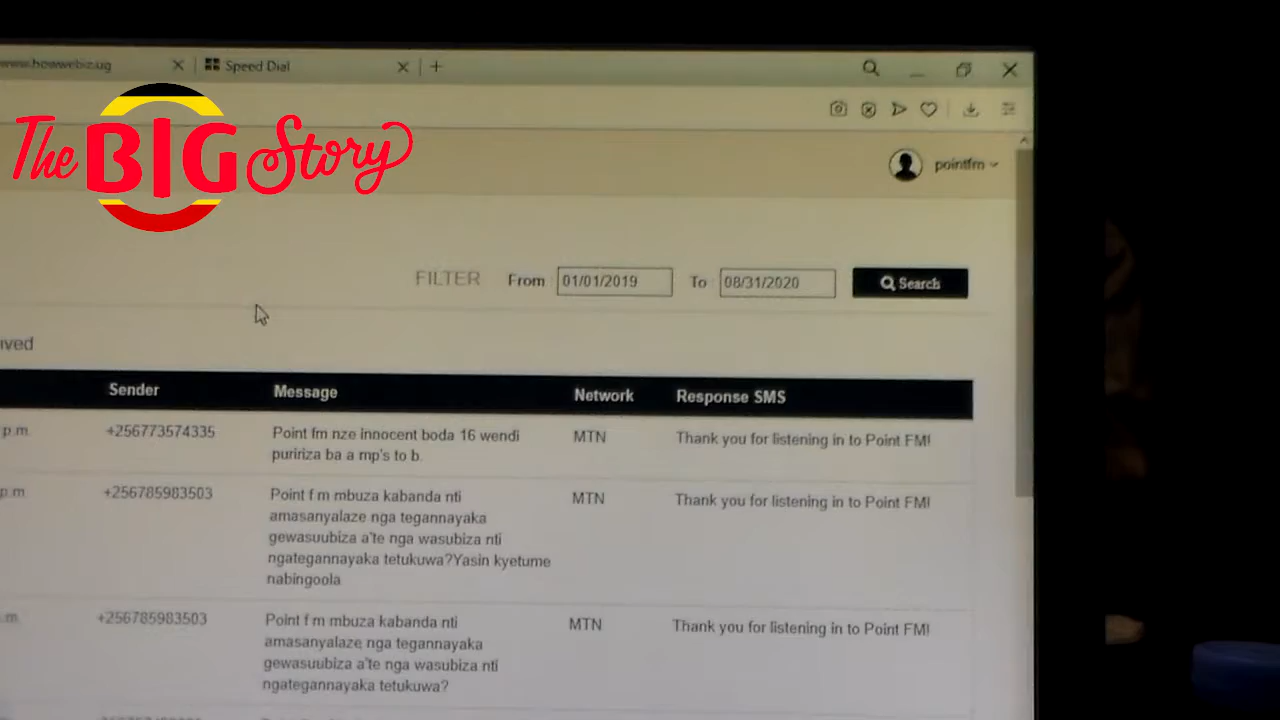 www.howwebiz.ug
Speed Dial
The BIG Story
pointfm
FILTER From 01/01/2019 To 08/31/2020 Search
ived
Sender Message Network Response SMS
p.m. +256773574335 Point fm nze innocent boda 16 wendi MTN Thank you for listening in to Point FM!
puririza ba a mp's to b.
p.m +256785983503 Point f m mbuza kabanda nti MTN Thank you for listening in to Point FM!
amasanyalaze nga tegannayaka
gewasuubiza a'te nga wasubiza nti
ngategannayaka tetukuwa?Yasin kyetume
nabingoola
.m. +256785983503 Point f m mbuza kabanda nti MTN Thank you for listening in to Point FM!
amasanyalaze nga tegannayaka
gewasuubiza a'te nga wasubiza nti
ngategannayaka tetukuwa?